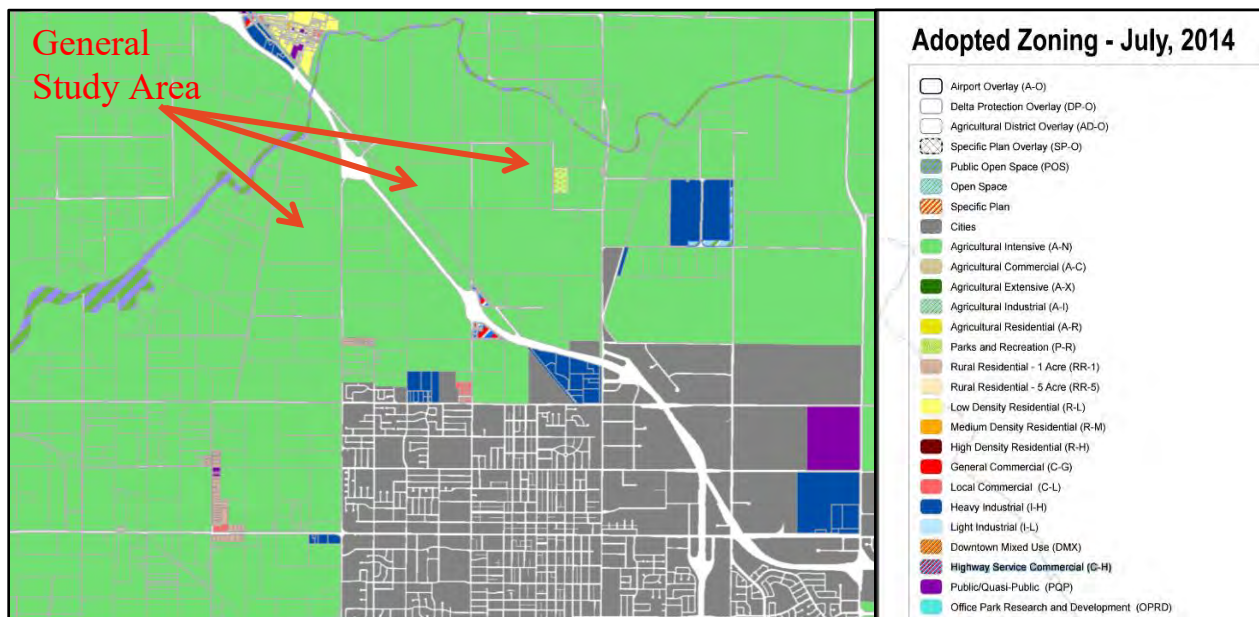 General
Study Area
Adopted Zoning - July, 2014
Airport Overlay (A-O)
Delta Protection Overlay (DP-O)
Agricultural District Overlay (AD-O)
Specific Plan Overlay (SP-O)
Public Open Space (POS)
Open Space
Specific Plan
Cities
Agricultural Intensive (A-N)
Agricultural Commercial (A-C)
Agricultural Extensive (A-X)
Agricultural Industrial (A-I)
Agricultural Residential (A-R)
Parks and Recreation (P-R)
Rural Residential - 1 Acre (RR-1)
Rural Residential - 5 Acre (RR-5)
Low Density Residential (R-L)
Medium Density Residential (R-M)
High Density Residential (R-H)
General Commercial (C-G)
Local Commercial (C-L)
Heavy Industrial (I-H)
Light Industrial (I-L)
Downtown Mixed Use (DMX)
Highway Service Commercial (C-H)
Public/Quasi-Public (PQP)
Office Park Research and Development (OPRD)